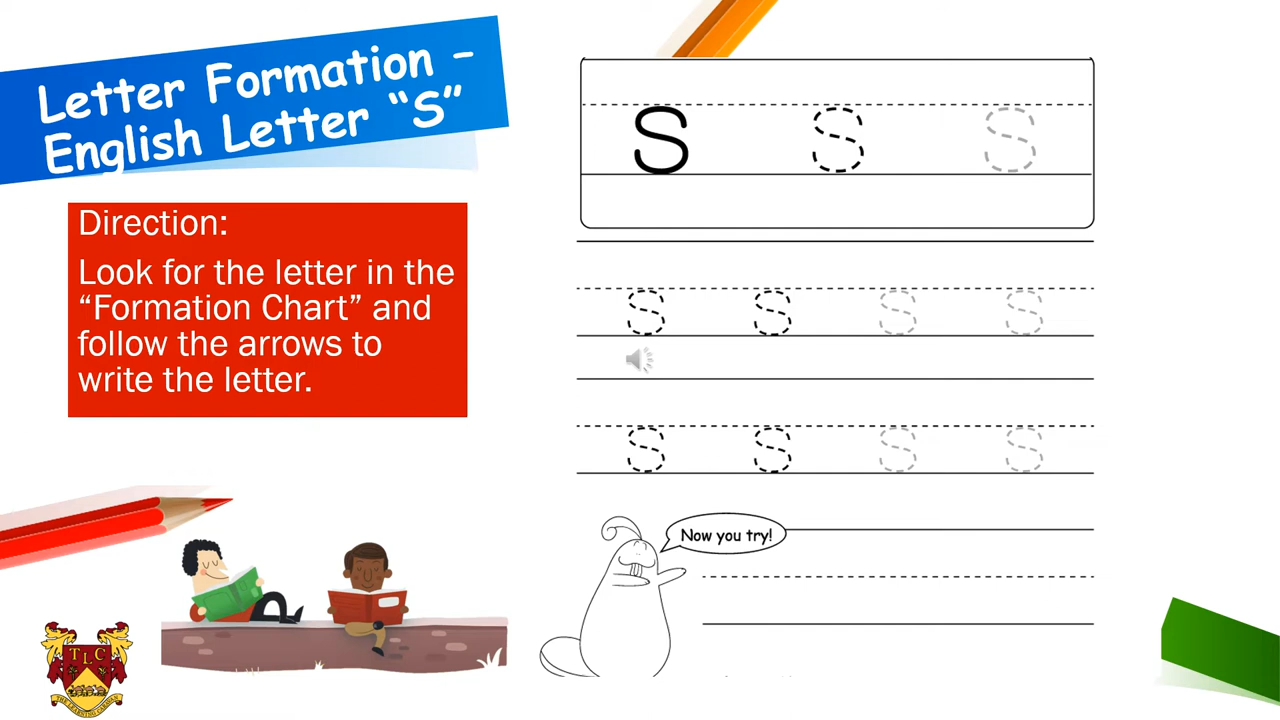 Letter Formation –
English Letter “S”
Direction:
Look for the letter in the
“Formation Chart” and
follow the arrows to
write the letter.
s s s
s s s s
s s s s
Now you try!
TLC